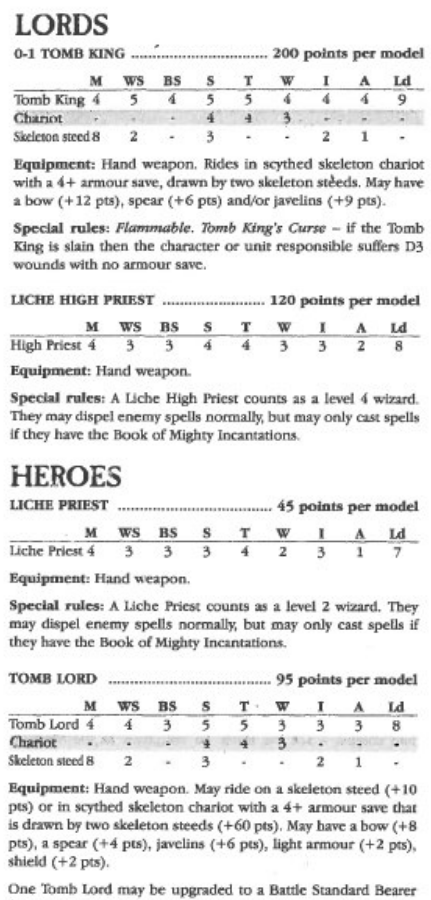 LORDS
0-1 TOMB KING .............................. 200 points per model
M WS BS S T W I A Ld
Tomb King 4 5 4 5 5 4 4 4 9
Chariot - - - 4 4 3 - - -
Skeleton steed 8 2 - 3 - - 2 1 -
Equipment: Hand weapon. Rides in scythed skeleton chariot
with a 4+ armour save, drawn by two skeleton steeds. May have
a bow (+12 pts), spear (+6 pts) and/or javelins (+9 pts).
Special rules: Flammable. Tomb King's Curse – if the Tomb
King is slain then the character or unit responsible suffers D3
wounds with no armour save.
LICHE HIGH PRIEST ........................ 120 points per model
M WS BS S T W I A Ld
High Priest 4 3 3 4 4 3 3 2 8
Equipment: Hand weapon.
Special rules: A Liche High Priest counts as a level 4 wizard.
They may dispel enemy spells normally, but may only cast spells
if they have the Book of Mighty Incantations.
HEROES
LICHE PRIEST ...................................... 45 points per model
M WS BS S T W I A Ld
Liche Priest 4 3 3 3 4 2 3 1 7
Equipment: Hand weapon.
Special rules: A Liche Priest counts as a level 2 wizard. They
may dispel enemy spells normally, but may only cast spells if
they have the Book of Mighty Incantations.
TOMB LORD ........................................ 95 points per model
M WS BS S T W I A Ld
Tomb Lord 4 4 3 5 5 3 3 3 8
Chariot - - - 4 4 3 - - -
Skeleton steed 8 2 - 3 - - 2 1 -
Equipment: Hand weapon. May ride on a skeleton steed (+10
pts) or in scythed skeleton chariot with a 4+ armour save that
is drawn by two skeleton steeds (+60 pts). May have a bow (+8
pts), a spear (+4 pts), javelins (+6 pts), light armour (+2 pts),
shield (+2 pts).
One Tomb Lord may be upgraded to a Battle Standard Bearer